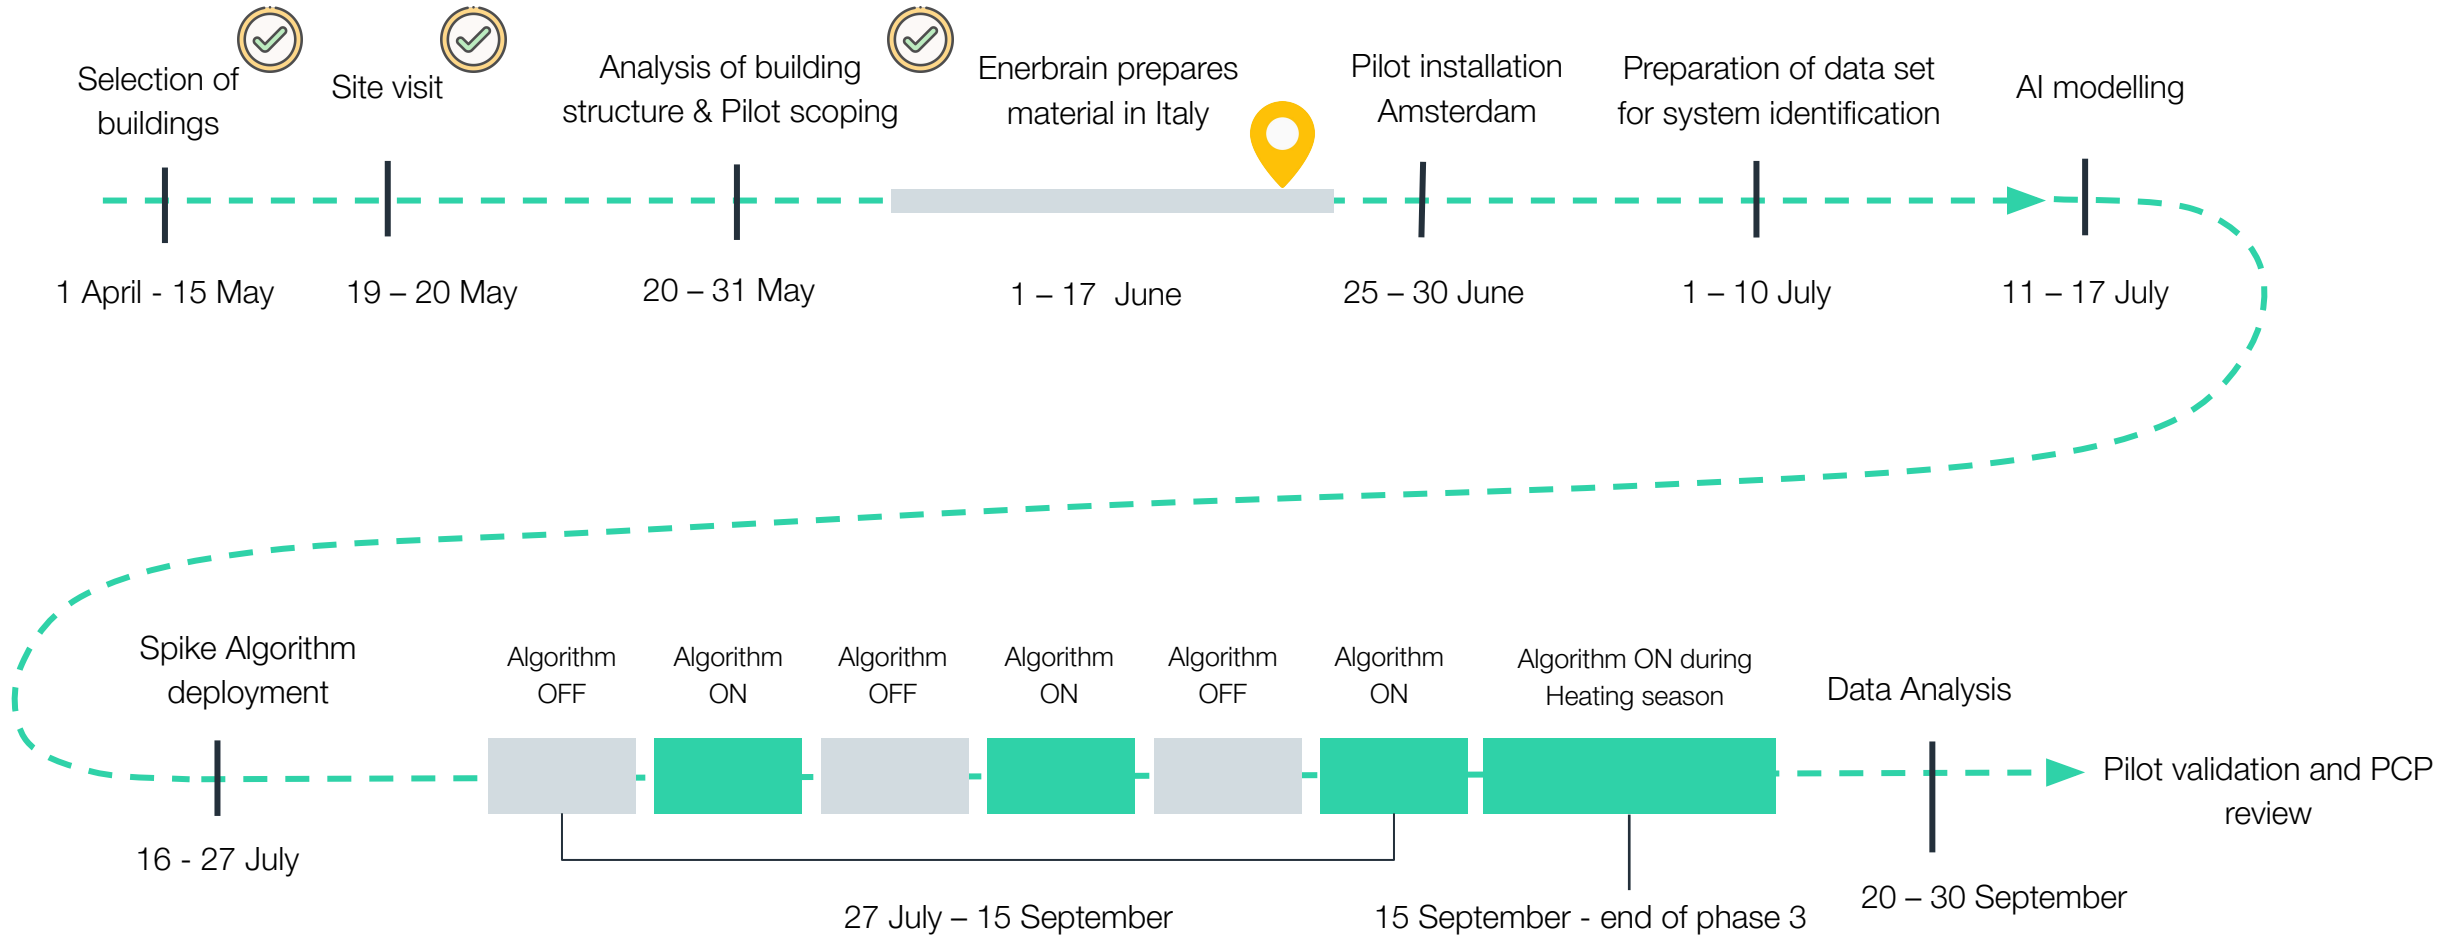 Selection of
buildings
Site visit
Analysis of building
structure & Pilot scoping
Enerbrain prepares
material in Italy
Pilot installation
Amsterdam
Preparation of data set
for system identification
AI modelling
1 April - 15 May
19 – 20 May
20 – 31 May
1 – 17 June
25 – 30 June
1 – 10 July
11 – 17 July
Spike Algorithm
deployment
Algorithm
OFF
Algorithm
ON
Algorithm
OFF
Algorithm
ON
Algorithm
OFF
Algorithm
ON
Algorithm ON during
Heating season
Data Analysis
Pilot validation and PCP
review
16 - 27 July
27 July – 15 September
15 September - end of phase 3
20 – 30 September